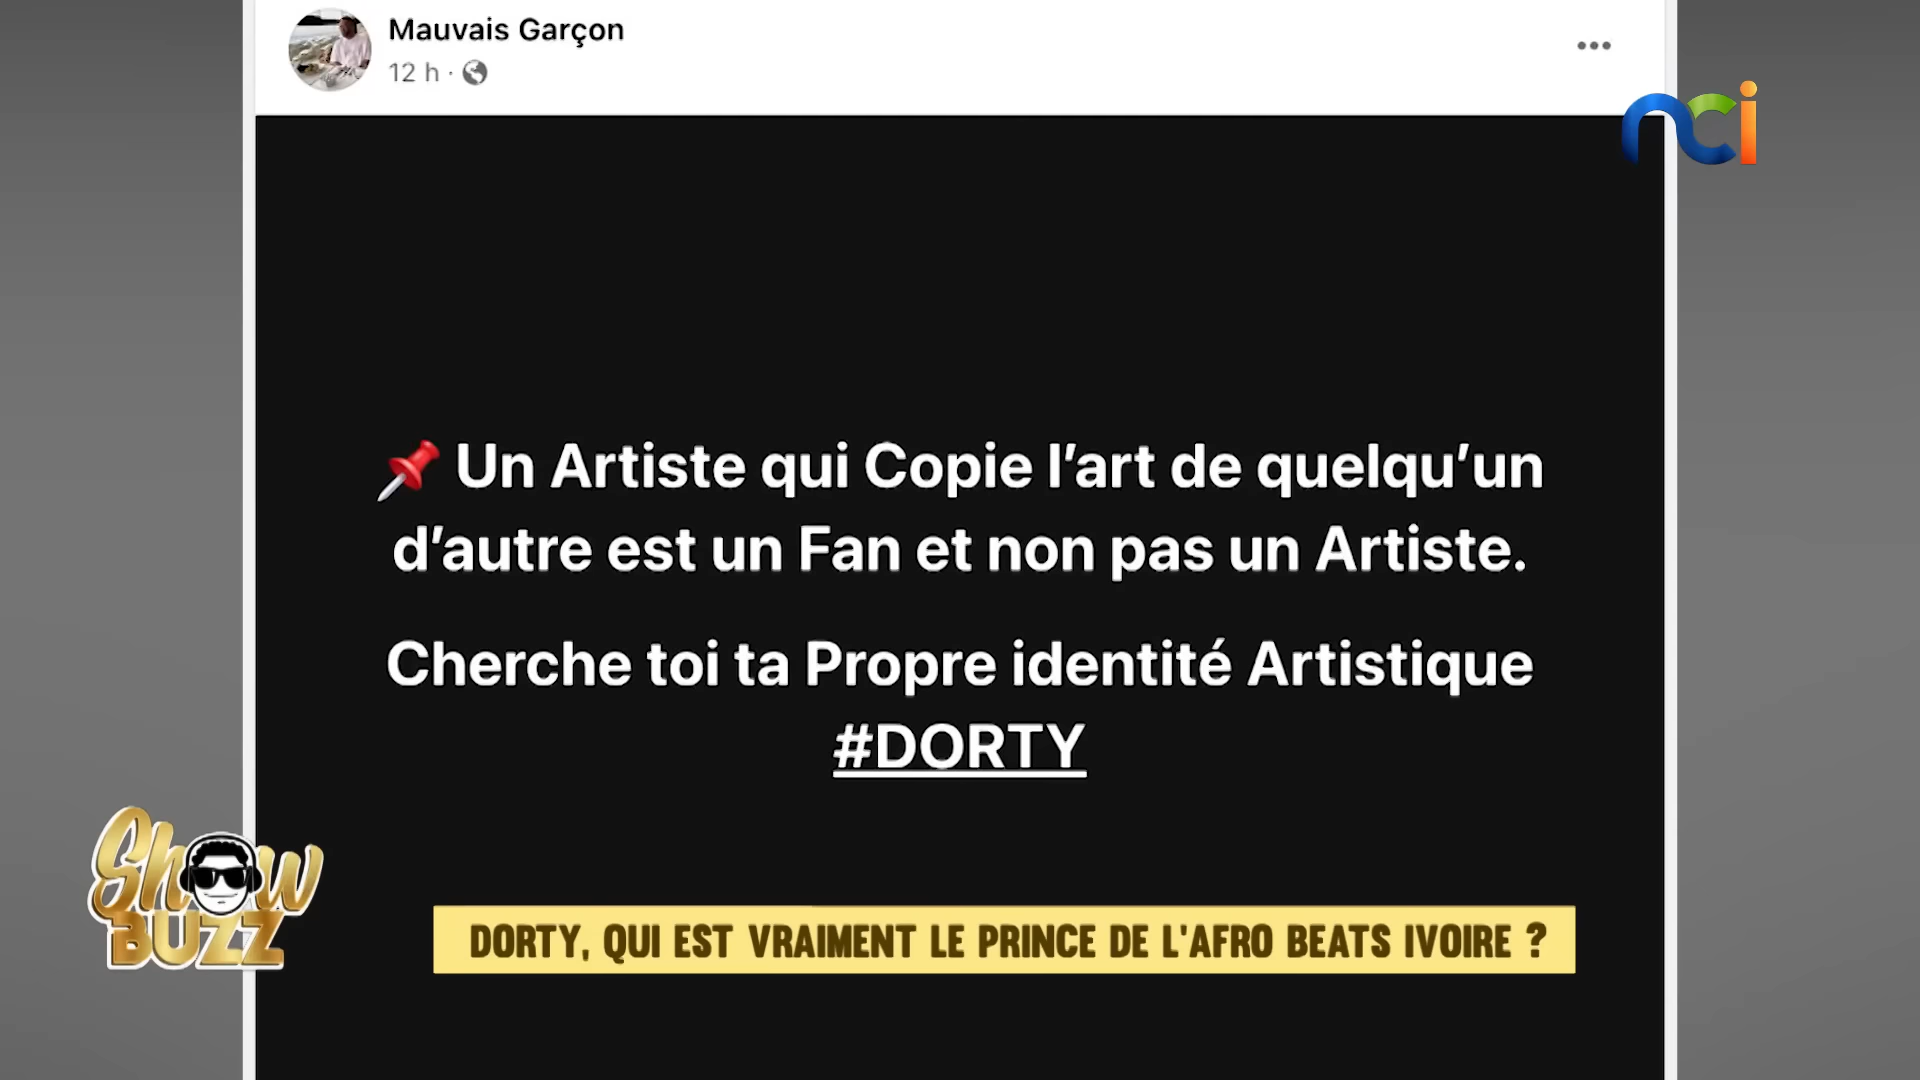 Mauvais Garçon
12 h ·
nci
📌 Un Artiste qui Copie l’art de quelqu’un
d’autre est un Fan et non pas un Artiste.
Cherche toi ta Propre identité Artistique
#DORTY
Show
BUZZ
DORTY, QUI EST VRAIMENT LE PRINCE DE L'AFRO BEATS IVOIRE ?